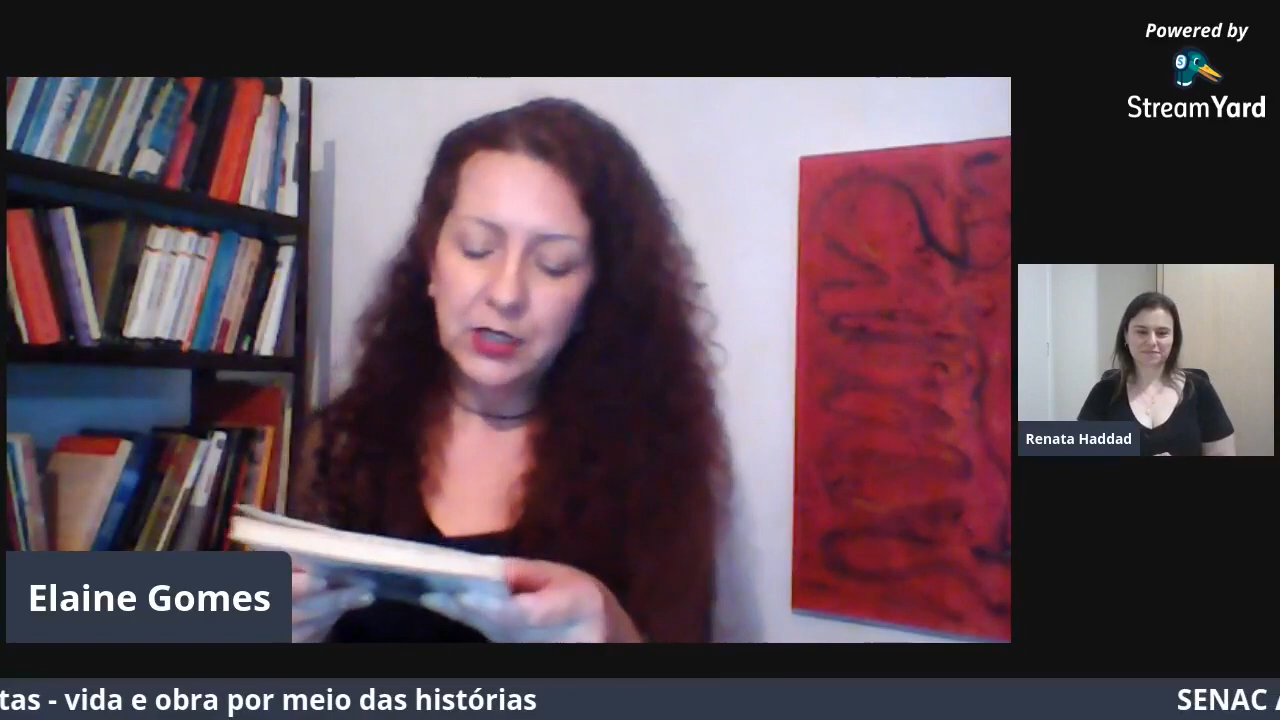 Powered by
StreamYard
Renata Haddad
Elaine Gomes
tas - vida e obra por meio das histórias
SENAC